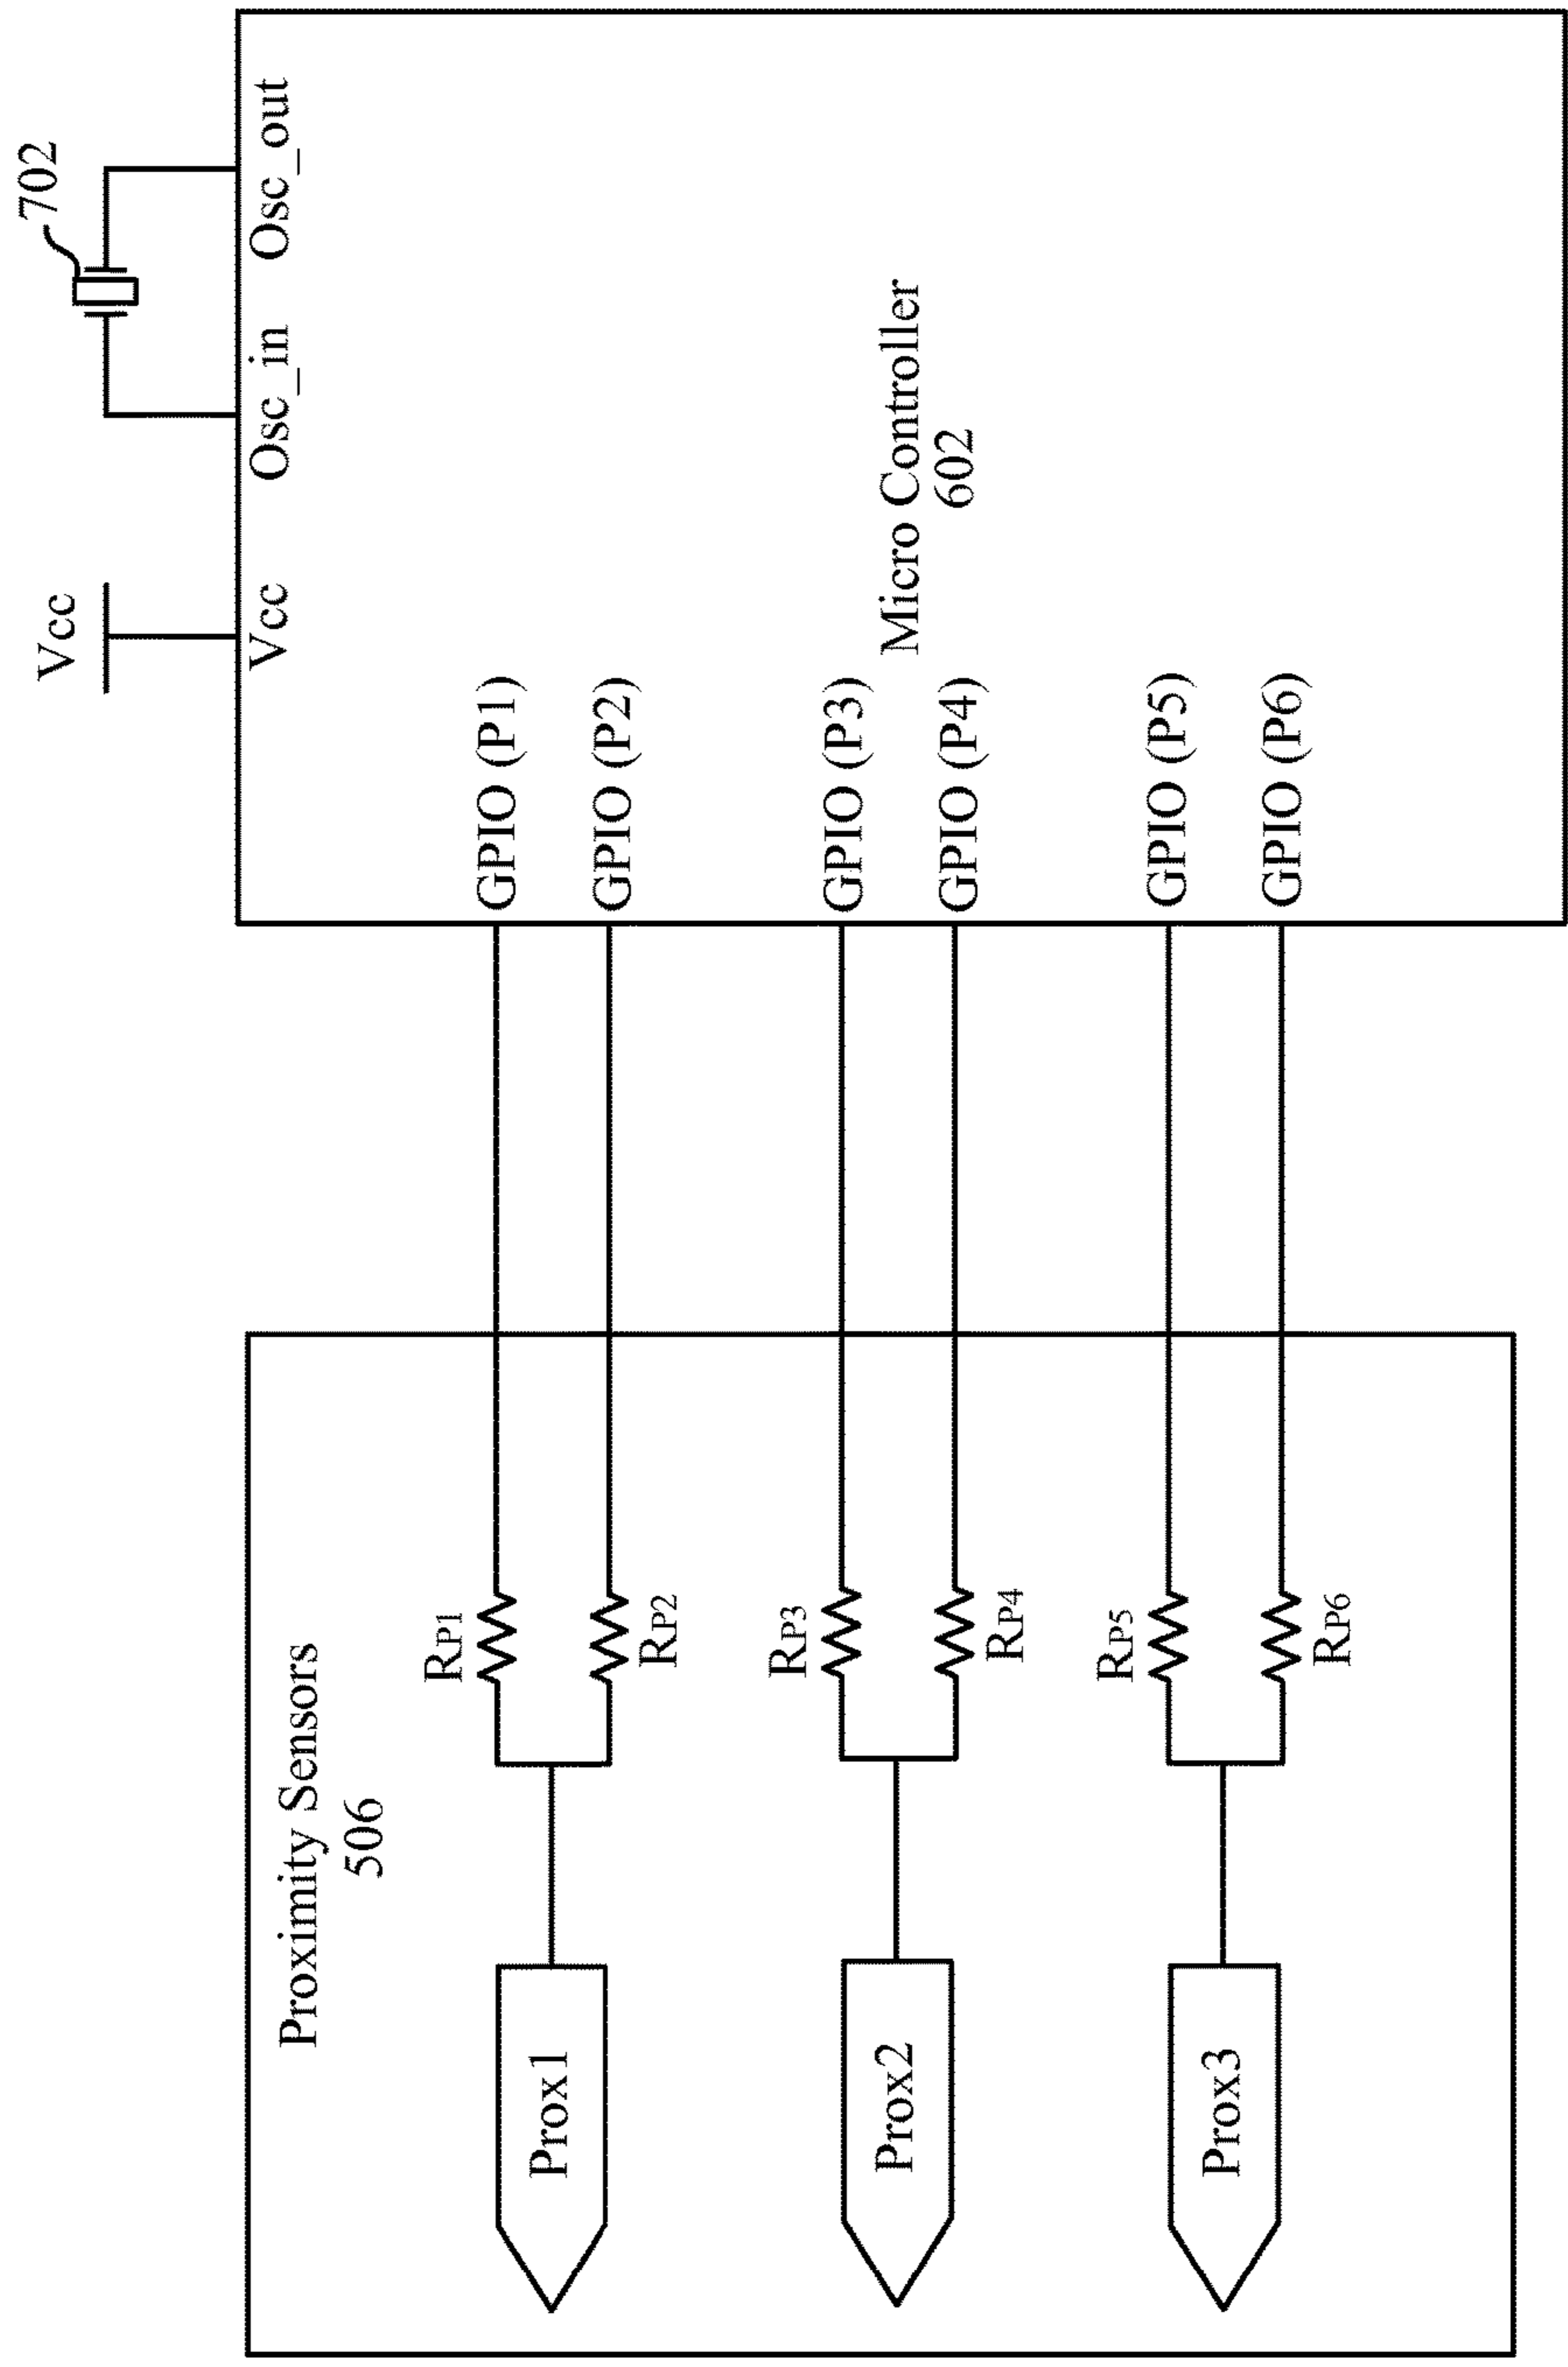 Vcc
702
Vcc
Osc_in
Osc_out
Proximity Sensors
506
Prox1
RP1
RP2
GPIO (P1)
GPIO (P2)
Prox2
RP3
RP4
GPIO (P3)
GPIO (P4)
Micro Controller
602
Prox3
RP5
RP6
GPIO (P5)
GPIO (P6)